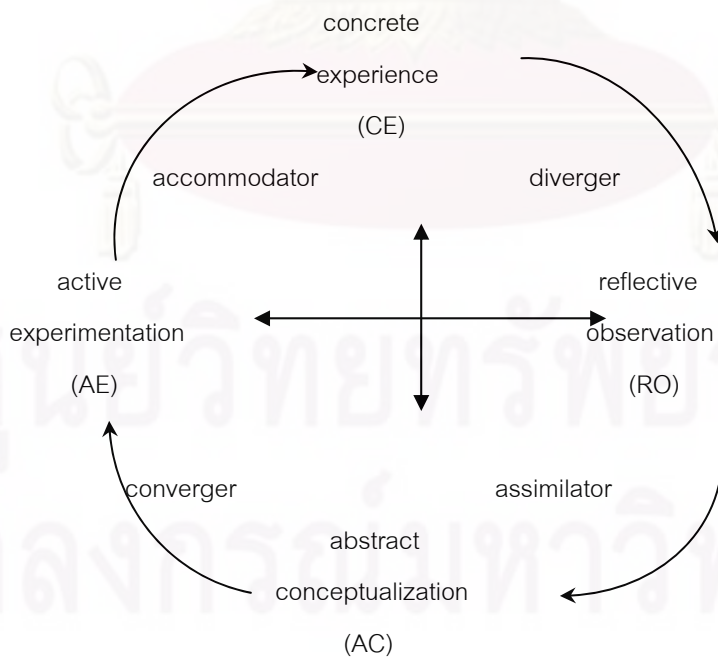 concrete
experience
(CE)
accommodator
diverger
active
experimentation
(AE)
reflective
observation
(RO)
converger
assimilator
abstract
conceptualization
(AC)